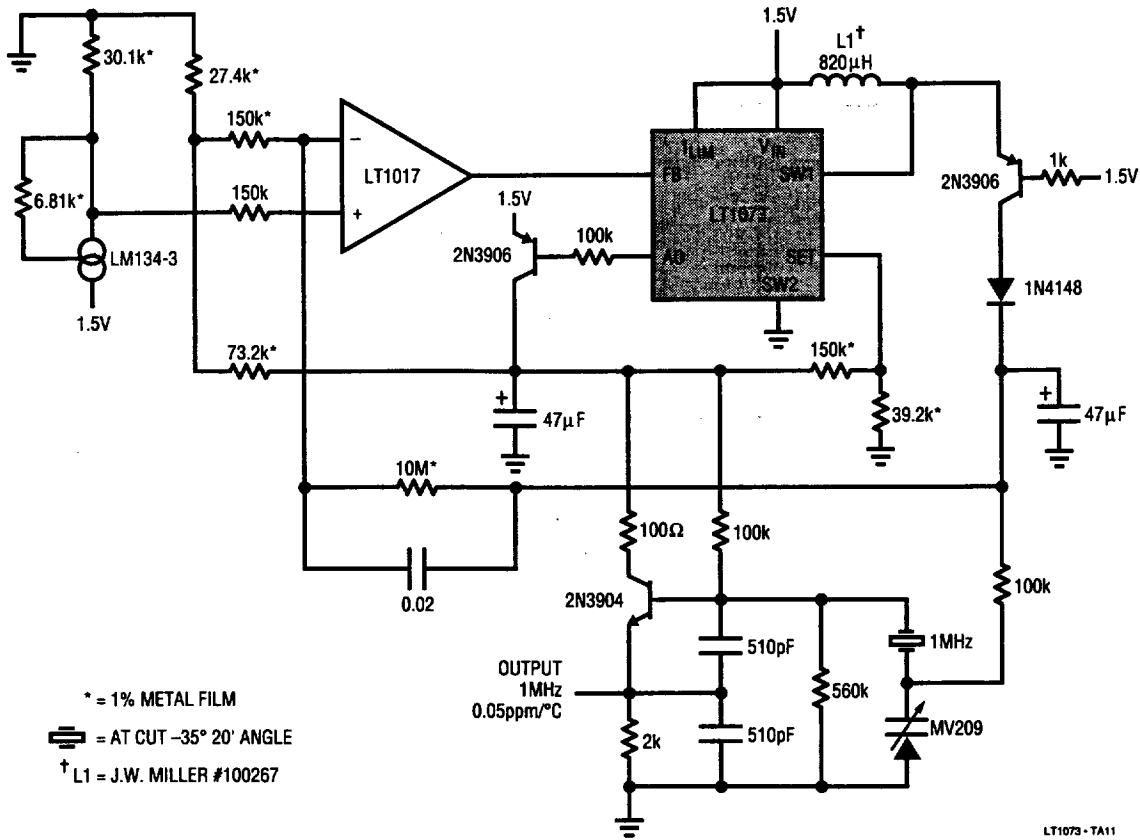 1.5V
L1†
820µH
30.1k*
27.4k*
150k*
−
LT1017
+
150k
6.81k*
LM134-3
1.5V
ILIM
VIN
FB
SW1
LT1073
AO
SET
SW2
1.5V
2N3906
100k
2N3906
1k
1.5V
1N4148
73.2k*
150k*
39.2k*
+
47µF
+
47µF
10M*
0.02
100Ω
100k
2N3904
100k
510pF
1MHz
OUTPUT
1MHz
0.05ppm/°C
560k
2k
510pF
MV209
* = 1% METAL FILM
= AT CUT –35° 20' ANGLE
† L1 = J.W. MILLER #100267
LT1073 • TA11